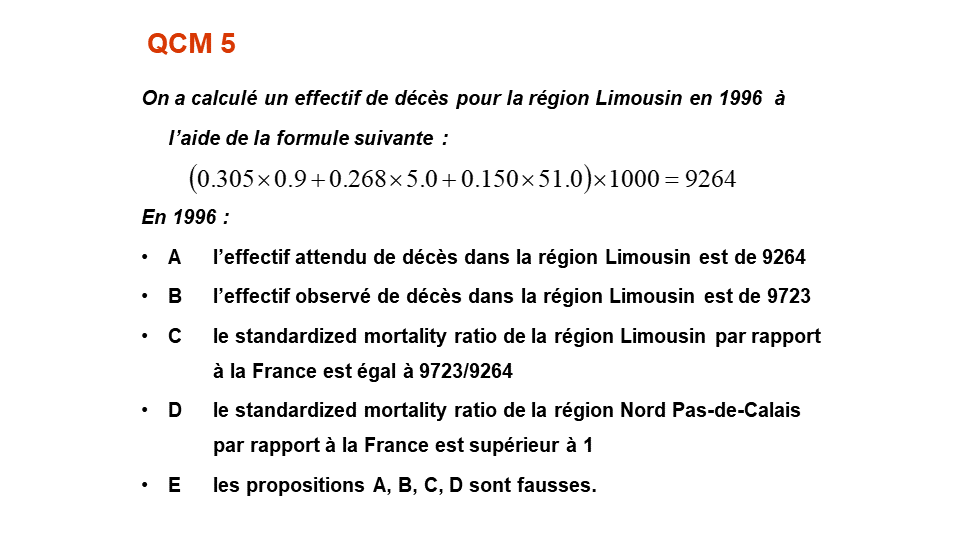 QCM 5
On a calculé un effectif de décès pour la région Limousin en 1996 à
l'aide de la formule suivante :
(0.305×0.9+0.268×5.0+0.150×51.0)×1000=9264
En 1996 :
• A l'effectif attendu de décès dans la région Limousin est de 9264
• B l'effectif observé de décès dans la région Limousin est de 9723
• C le standardized mortality ratio de la région Limousin par rapport
à la France est égal à 9723/9264
• D le standardized mortality ratio de la région Nord Pas-de-Calais
par rapport à la France est supérieur à 1
• E les propositions A, B, C, D sont fausses.